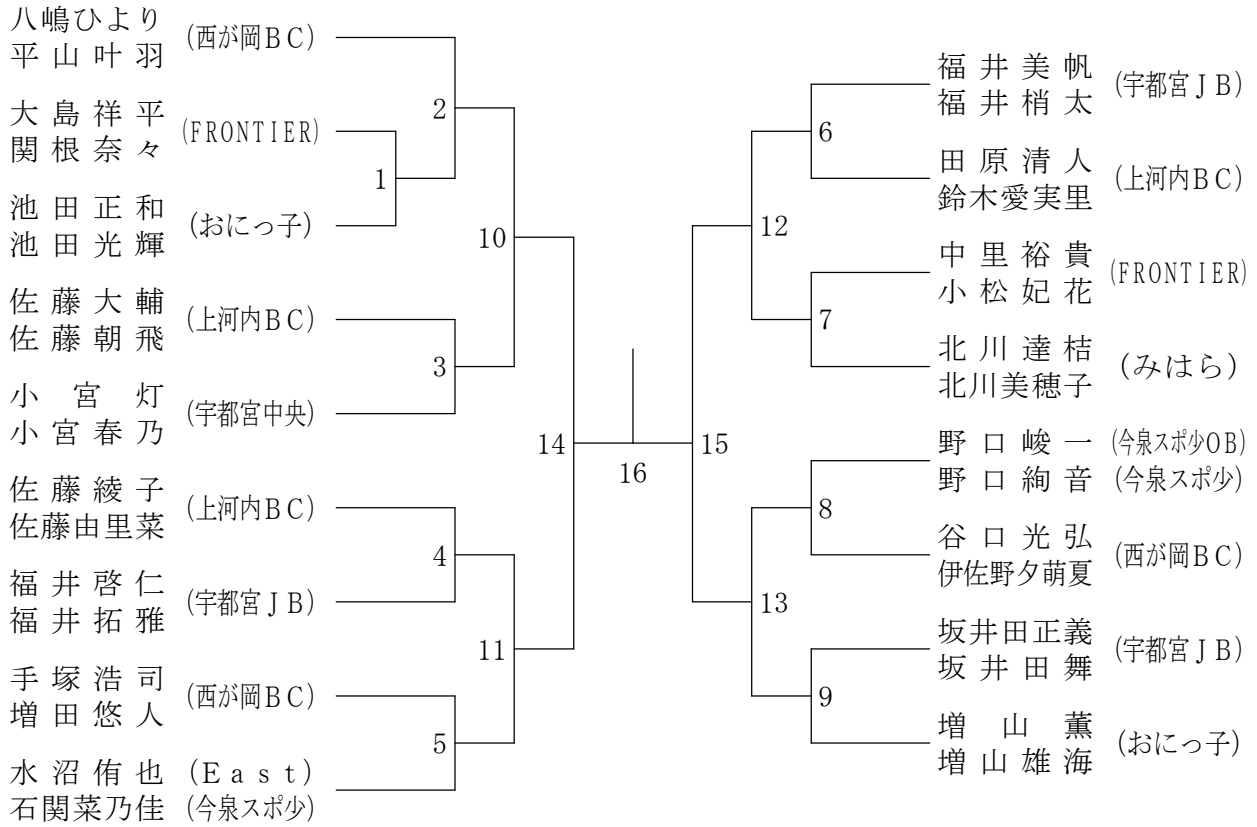 八嶋ひより
平山叶羽
(西が岡BC)
大島祥平
関根奈々
(FRONTIER)
池田正和
池田光輝
(おにっ子)
佐藤大輔
佐藤朝飛
(上河内BC)
小宮灯
小宮春乃
(宇都宮中央)
佐藤綾子
佐藤由里菜
(上河内BC)
福井啓仁
福井拓雅
(宇都宮JB)
手塚浩司
増田悠人
(西が岡BC)
水沼侑也 (East)
石関菜乃佳 (今泉スポ少)
1
2
3
4
5
10
11
14
16
15
12
13
6
7
8
9
福井美帆
福井梢太
(宇都宮JB)
田原清人
鈴木愛実里
(上河内BC)
中里裕貴
小松妃花
(FRONTIER)
北川達桔
北川美穂子
(みはら)
野口峻一 (今泉スポ少OB)
野口絢音 (今泉スポ少)
谷口光弘
伊佐野夕萌夏
(西が岡BC)
坂井田正義
坂井田舞
(宇都宮JB)
増山薫
増山雄海
(おにっ子)